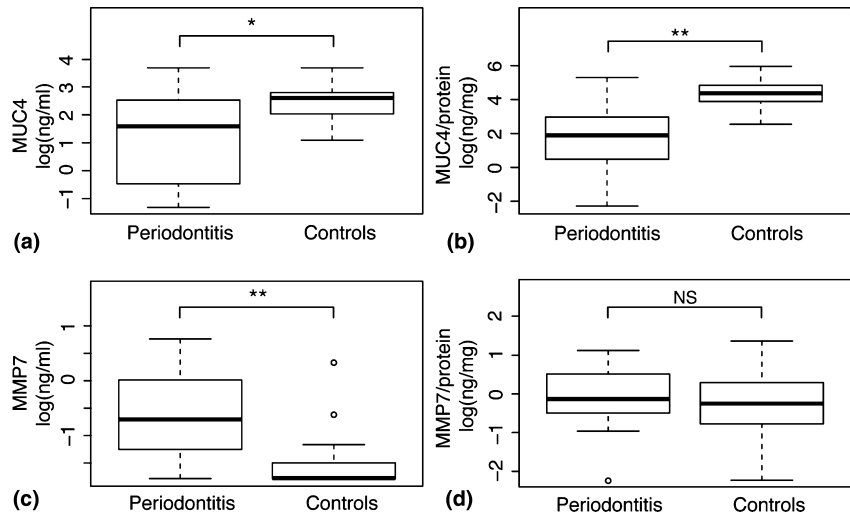 *
4
3
2
1
0
−1
MUC4
log(ng/ml)
Periodontitis Controls
(a)
**
6
4
2
0
−2
MUC4/protein
log(ng/mg)
Periodontitis Controls
(b)
**
1
0
−1
MMP7
log(ng/ml)
Periodontitis Controls
(c)
NS
2
1
0
−1
−2
MMP7/protein
log(ng/mg)
Periodontitis Controls
(d)